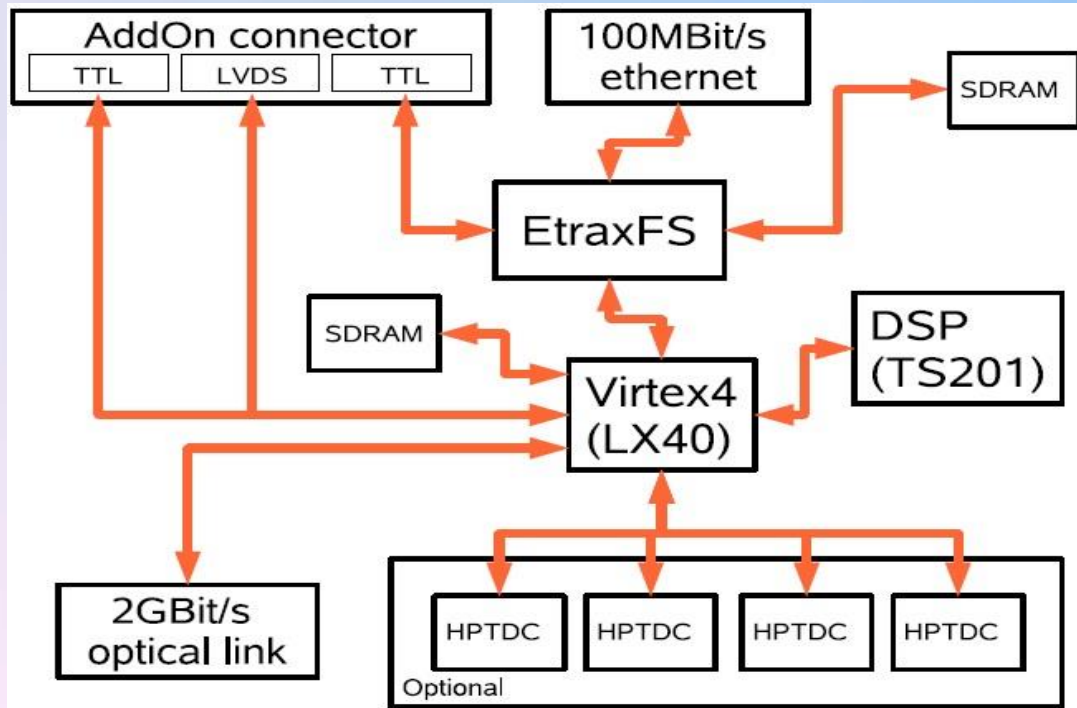 AddOn connector
TTL
LVDS
TTL
100MBit/s
ethernet
SDRAM
EtraxFS
SDRAM
DSP
(TS201)
Virtex4
(LX40)
2GBit/s
optical link
HPTDC
HPTDC
HPTDC
HPTDC
Optional